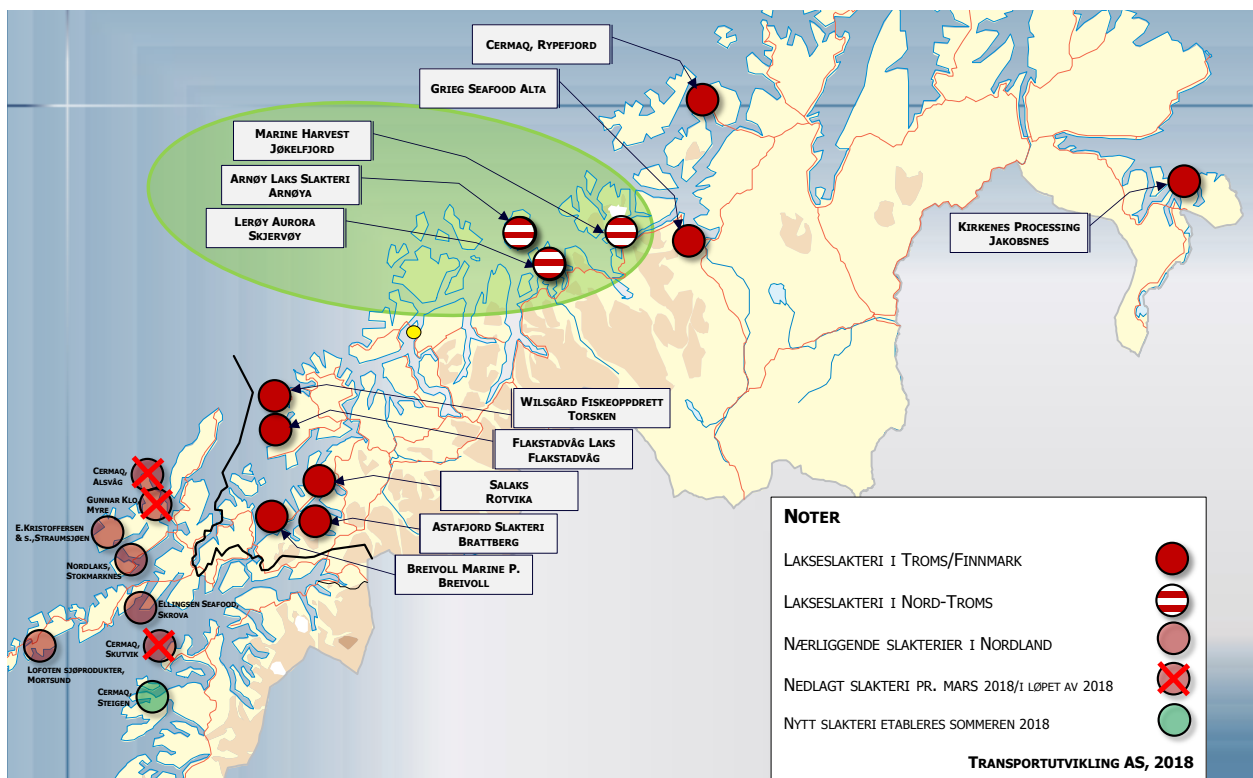 Cermaq, Rypefjord
Grieg Seafood Alta
Marine Harvest
Jøkelfjord
Arnøy Laks Slakteri
Arnøya
Lerøy Aurora
Skjervøy
Kirkenes Processing
Jakobsnes
Wilsgård Fiskeoppdrett
Torsken
Flakstadvåg Laks
Flakstadvåg
Salaks
Rotvika
Astafjord Slakteri
Brattberg
Breivoll Marine P.
Breivoll
Cermaq,
Alsvåg
Gunnar Klo,
Myre
E.Kristoffersen
& s.,Straumsjøen
Nordlaks,
Stokmarknes
Ellingsen Seafood,
Skrova
Cermaq,
Skutvik
Lofoten sjøprodukter,
Mortsund
Cermaq,
Steigen
Noter
Lakseslakteri i Troms/Finnmark
Lakseslakteri i Nord-Troms
Nærliggende slakterier i Nordland
Nedlagt slakteri pr. mars 2018/i løpet av 2018
Nytt slakteri etableres sommeren 2018
Transportutvikling AS, 2018